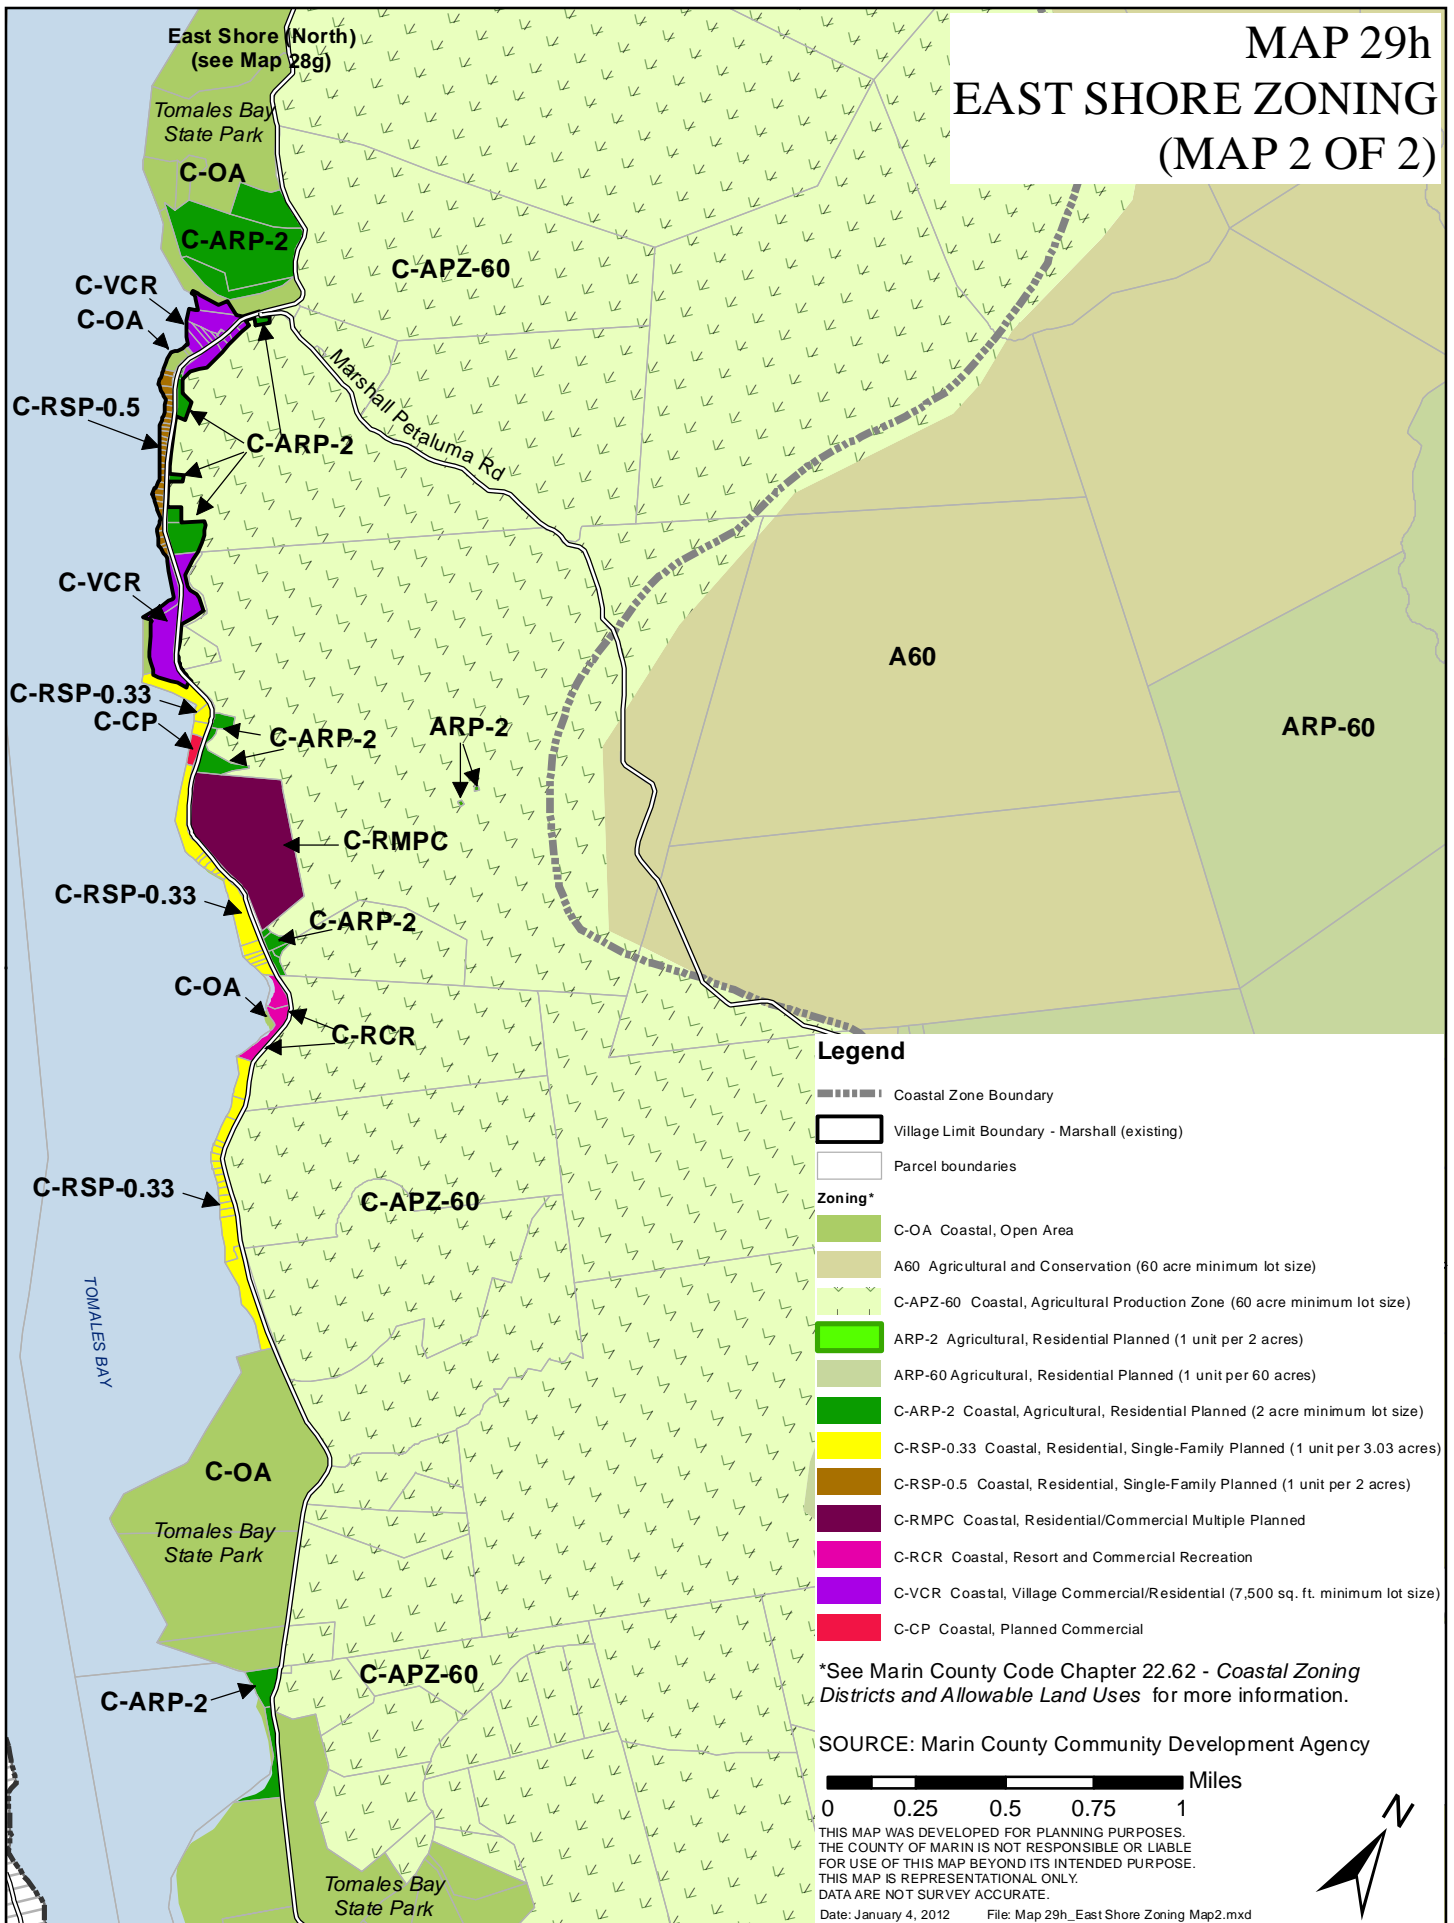 MAP 29h
EAST SHORE ZONING
(MAP 2 OF 2)
East Shore (North)
(see Map 28g)
Tomales Bay
State Park
C-OA
C-ARP-2
C-APZ-60
C-VCR
C-OA
Marshall Petaluma Rd
C-RSP-0.5
C-ARP-2
C-VCR
A60
C-RSP-0.33
C-CP
C-ARP-2
ARP-2
ARP-60
C-RMPC
C-RSP-0.33
C-ARP-2
C-OA
C-RCR
C-RSP-0.33
C-APZ-60
TOMALES BAY
C-OA
Tomales Bay
State Park
C-APZ-60
C-ARP-2
Tomales Bay
State Park
Legend
Coastal Zone Boundary
Village Limit Boundary - Marshall (existing)
Parcel boundaries
Zoning*
C-OA Coastal, Open Area
A60 Agricultural and Conservation (60 acre minimum lot size)
C-APZ-60 Coastal, Agricultural Production Zone (60 acre minimum lot size)
ARP-2 Agricultural, Residential Planned (1 unit per 2 acres)
ARP-60 Agricultural, Residential Planned (1 unit per 60 acres)
C-ARP-2 Coastal, Agricultural, Residential Planned (2 acre minimum lot size)
C-RSP-0.33 Coastal, Residential, Single-Family Planned (1 unit per 3.03 acres)
C-RSP-0.5 Coastal, Residential, Single-Family Planned (1 unit per 2 acres)
C-RMPC Coastal, Residential/Commercial Multiple Planned
C-RCR Coastal, Resort and Commercial Recreation
C-VCR Coastal, Village Commercial/Residential (7,500 sq. ft. minimum lot size)
C-CP Coastal, Planned Commercial
*See Marin County Code Chapter 22.62 - Coastal Zoning
Districts and Allowable Land Uses for more information.
SOURCE: Marin County Community Development Agency
Miles
0 0.25 0.5 0.75 1
N
THIS MAP WAS DEVELOPED FOR PLANNING PURPOSES.
THE COUNTY OF MARIN IS NOT RESPONSIBLE OR LIABLE
FOR USE OF THIS MAP BEYOND ITS INTENDED PURPOSE.
THIS MAP IS REPRESENTATIONAL ONLY.
DATA ARE NOT SURVEY ACCURATE.
Date: January 4, 2012 File: Map 29h_East Shore Zoning Map2.mxd